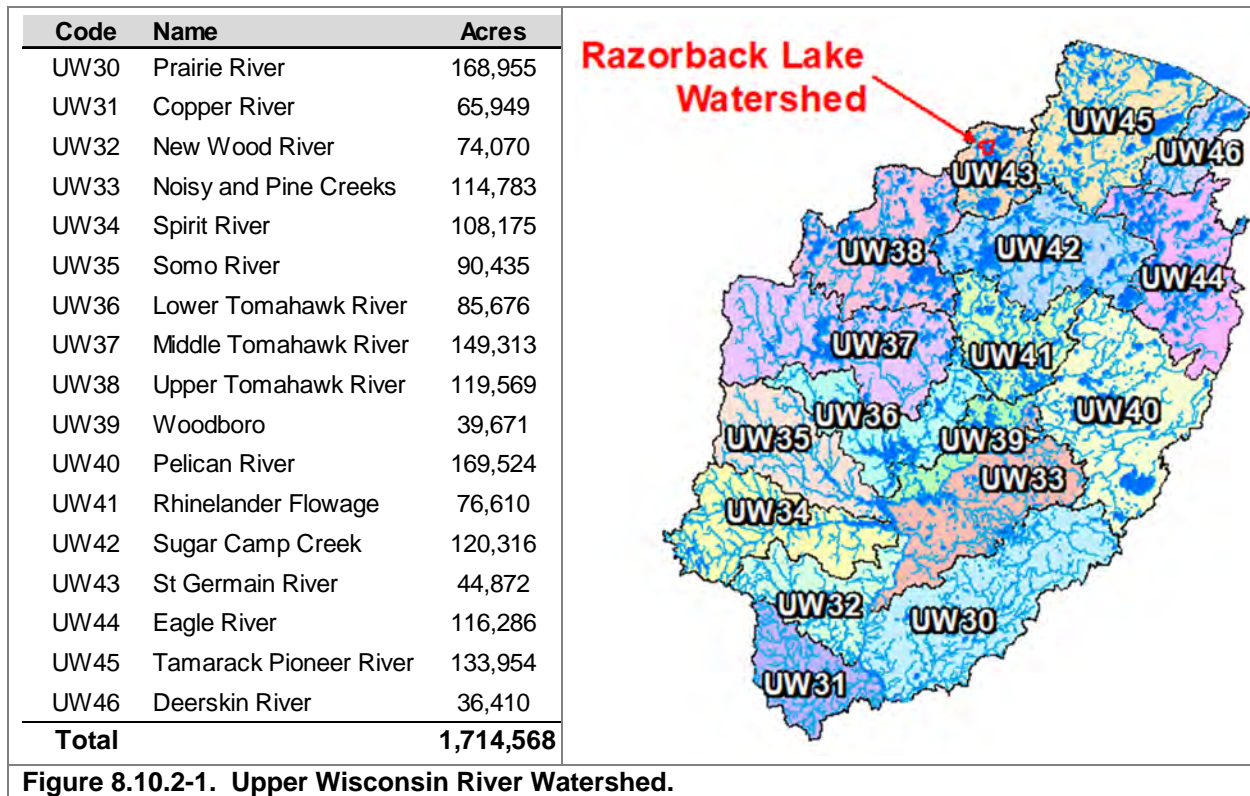 Code Name Acres
UW30 Prairie River 168,955
UW31 Copper River 65,949
UW32 New Wood River 74,070
UW33 Noisy and Pine Creeks 114,783
UW34 Spirit River 108,175
UW35 Somo River 90,435
UW36 Lower Tomahawk River 85,676
UW37 Middle Tomahawk River 149,313
UW38 Upper Tomahawk River 119,569
UW39 Woodboro 39,671
UW40 Pelican River 169,524
UW41 Rhinelander Flowage 76,610
UW42 Sugar Camp Creek 120,316
UW43 St Germain River 44,872
UW44 Eagle River 116,286
UW45 Tamarack Pioneer River 133,954
UW46 Deerskin River 36,410
Total 1,714,568
Razorback Lake
Watershed
UW45
UW46
UW43
UW38
UW42
UW44
UW37
UW41
UW36
UW40
UW35
UW39
UW33
UW34
UW32
UW30
UW31
Figure 8.10.2-1. Upper Wisconsin River Watershed.